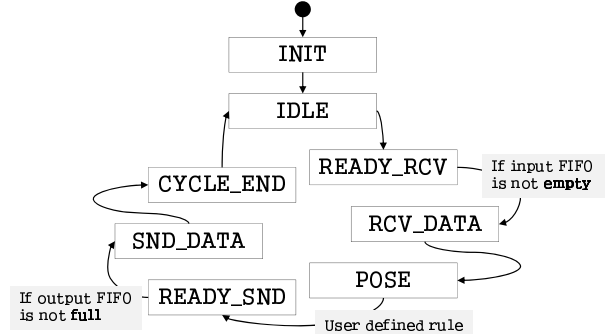 INIT
IDLE
READY_RCV
If input FIFO
is not empty
CYCLE_END
RCV_DATA
SND_DATA
POSE
READY_SND
If output FIFO
is not full
User defined rule